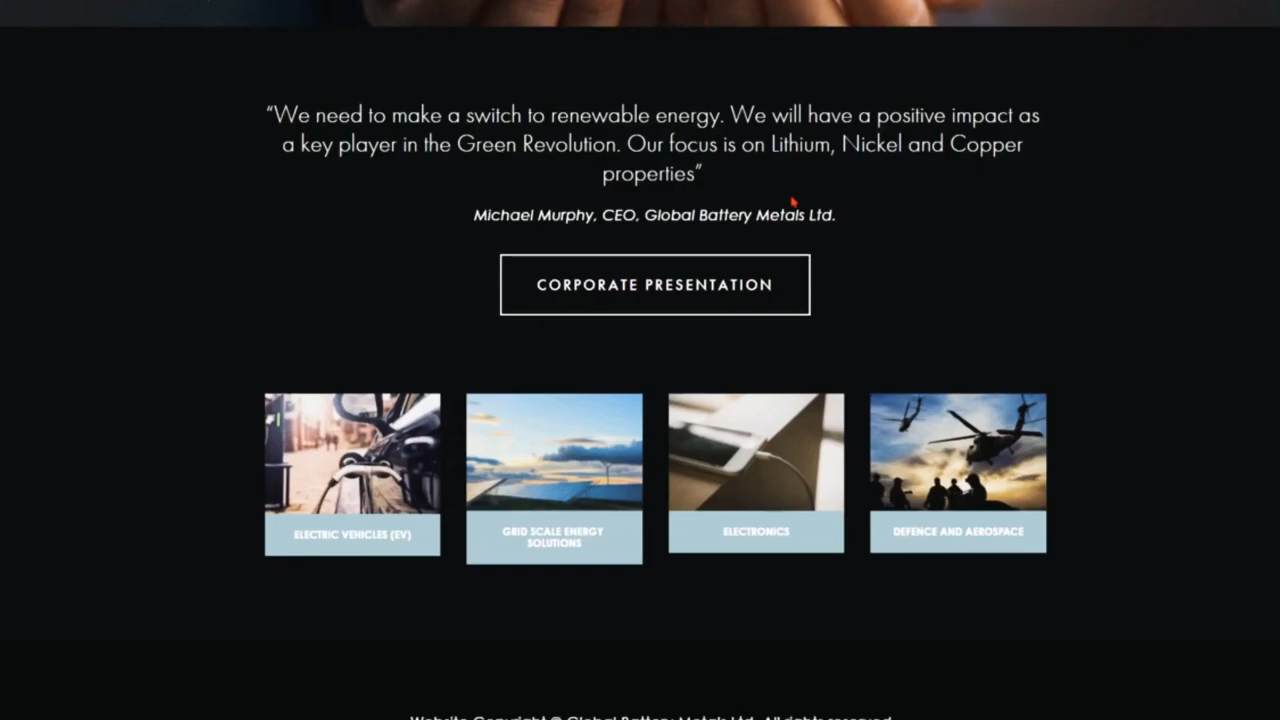 “We need to make a switch to renewable energy. We will have a positive impact as
a key player in the Green Revolution. Our focus is on Lithium, Nickel and Copper
properties”
Michael Murphy, CEO, Global Battery Metals Ltd.
CORPORATE PRESENTATION
ELECTRIC VEHICLES (EV)
GRID SCALE ENERGY
SOLUTIONS
ELECTRONICS
DEFENCE AND AEROSPACE
Website Copyright © Global Battery Metals Ltd. All rights reserved